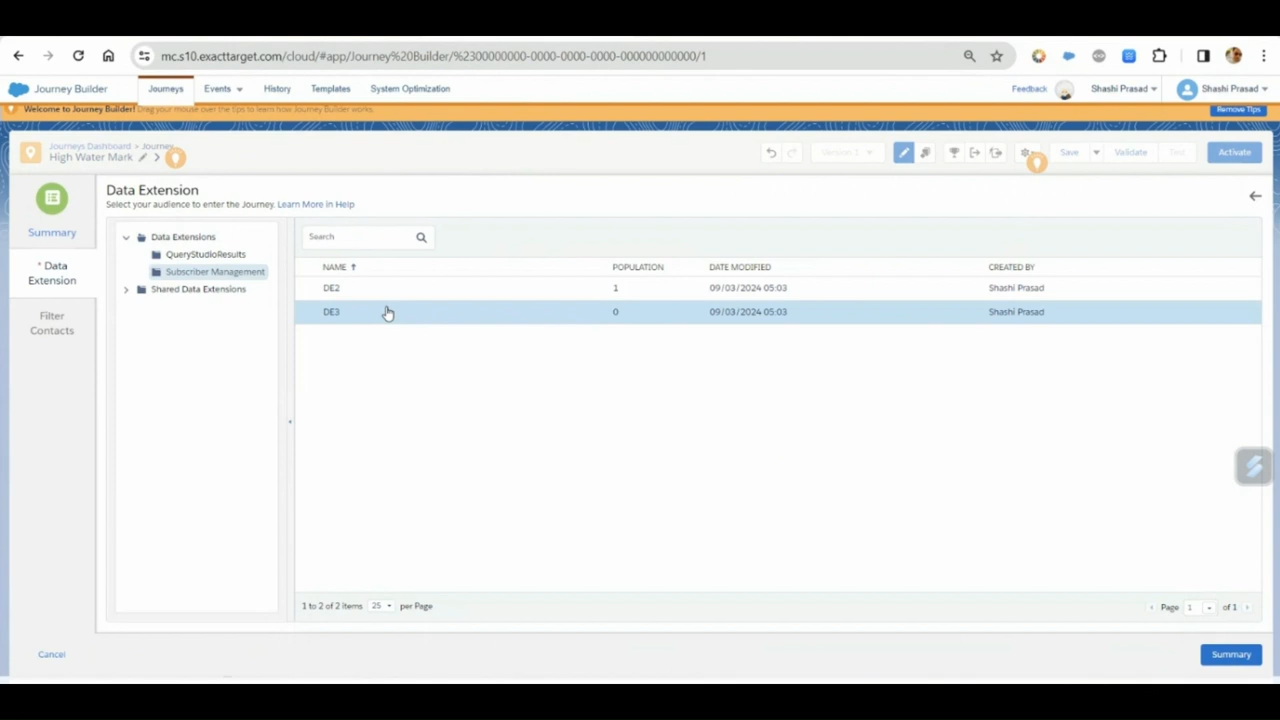 mc.s10.exacttarget.com/cloud/#app/Journey%20Builder/%2300000000-0000-0000-0000-000000000000/1
Journey Builder Journeys Events History Templates System Optimization Feedback Shashi Prasad Shashi Prasad
Welcome to Journey Builder! Drag your mouse over the tips to learn how Journey Builder works. Remove Tips
Journeys Dashboard > Journey
High Water Mark Save Validate Test Activate
Data Extension
Select your audience to enter the Journey. Learn More in Help
Summary
* Data Extension
Filter Contacts
Data Extensions
QueryStudioResults
Subscriber Management
Shared Data Extensions
Search
NAME POPULATION DATE MODIFIED CREATED BY
DE2 1 09/03/2024 05:03 Shashi Prasad
DE3 0 09/03/2024 05:03 Shashi Prasad
1 to 2 of 2 items 25 per Page Page 1 of 1
Cancel Summary